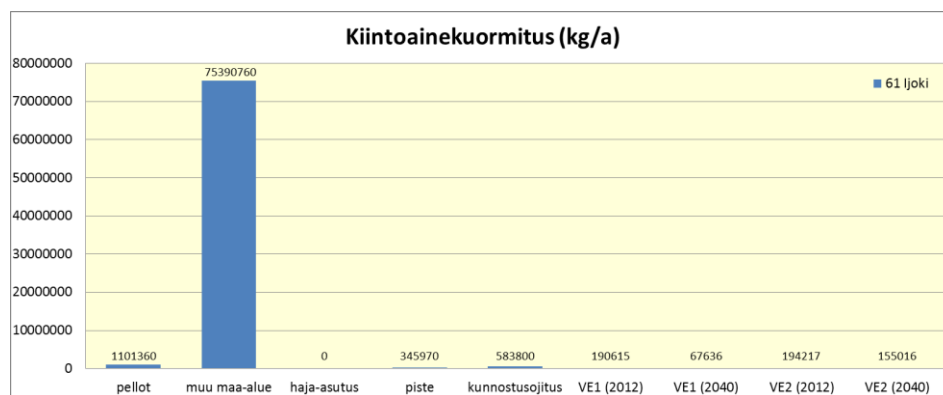 Kiintoainekuormitus (kg/a)
61 Ijoki
80000000
70000000
60000000
50000000
40000000
30000000
20000000
10000000
0
1101360
75390760
0
345970
583800
190615
67636
194217
155016
pellot
muu maa-alue
haja-asutus
piste
kunnostusojitus
VE1 (2012)
VE1 (2040)
VE2 (2012)
VE2 (2040)